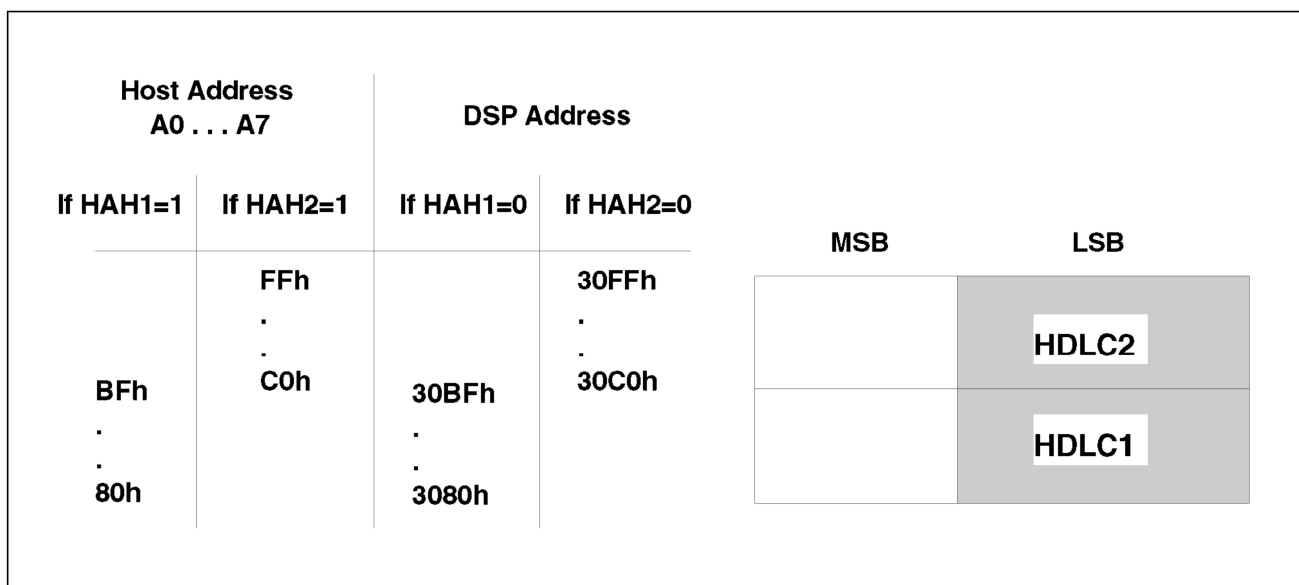 Host Address
A0 . . . A7
DSP Address
If HAH1=1
If HAH2=1
If HAH1=0
If HAH2=0
FFh
.
.
C0h
BFh
.
.
80h
30FFh
.
.
30C0h
30BFh
.
.
3080h
MSB
LSB
HDLC2
HDLC1